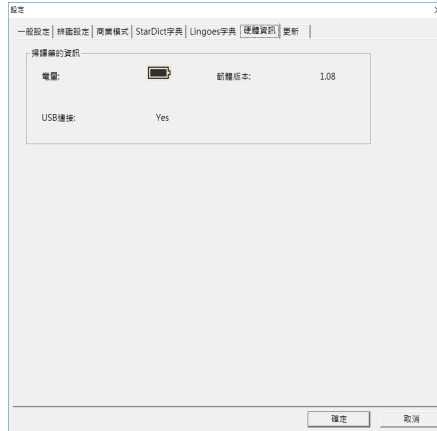 設定
一般設定 辨識設定 商業模式 StarDict字典 Lingoes字典 硬體資訊 更新
掃譯筆的資訊
電量: 韌體版本: 1.08
USB連接: Yes
確定 取消